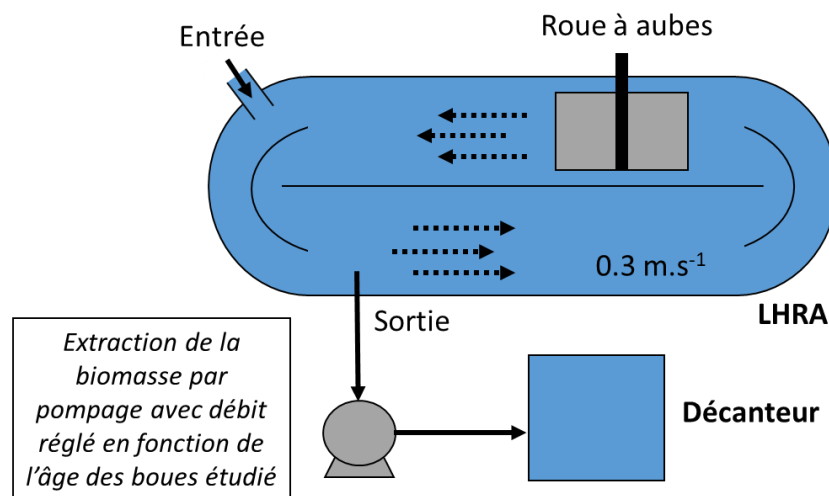 Entrée
Roue à aubes
0.3 m.s⁻¹
LHRA
Sortie
Extraction de la
biomasse par
pompage avec débit
réglé en fonction de
l'âge des boues étudié
Décanteur